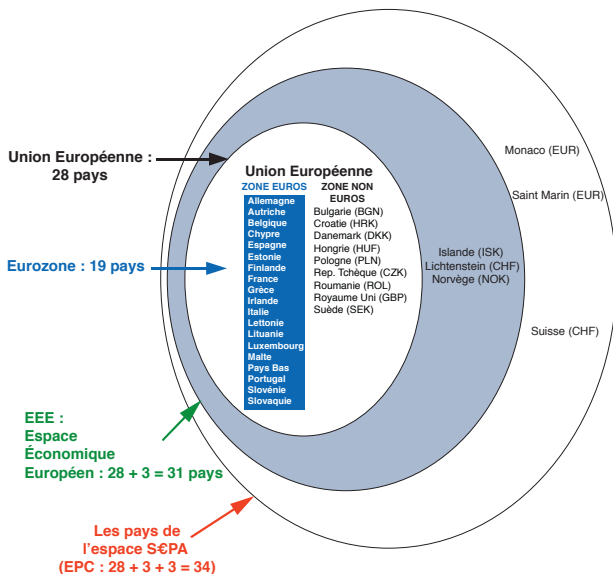 Union Européenne :
28 pays
Eurozone : 19 pays
EEE :
Espace
Économique
Européen : 28 + 3 = 31 pays
Les pays de
l'espace S€PA
(EPC : 28 + 3 + 3 = 34)
Union Européenne
ZONE EUROS
Allemagne
Autriche
Belgique
Chypre
Espagne
Estonie
Finlande
France
Grèce
Irlande
Italie
Lettonie
Lituanie
Luxembourg
Malte
Pays Bas
Portugal
Slovénie
Slovaquie
ZONE NON
EUROS
Bulgarie (BGN)
Croatie (HRK)
Danemark (DKK)
Hongrie (HUF)
Pologne (PLN)
Rep. Tchèque (CZK)
Roumanie (ROL)
Royaume Uni (GBP)
Suède (SEK)
Islande (ISK)
Lichtenstein (CHF)
Norvège (NOK)
Monaco (EUR)
Saint Marin (EUR)
Suisse (CHF)